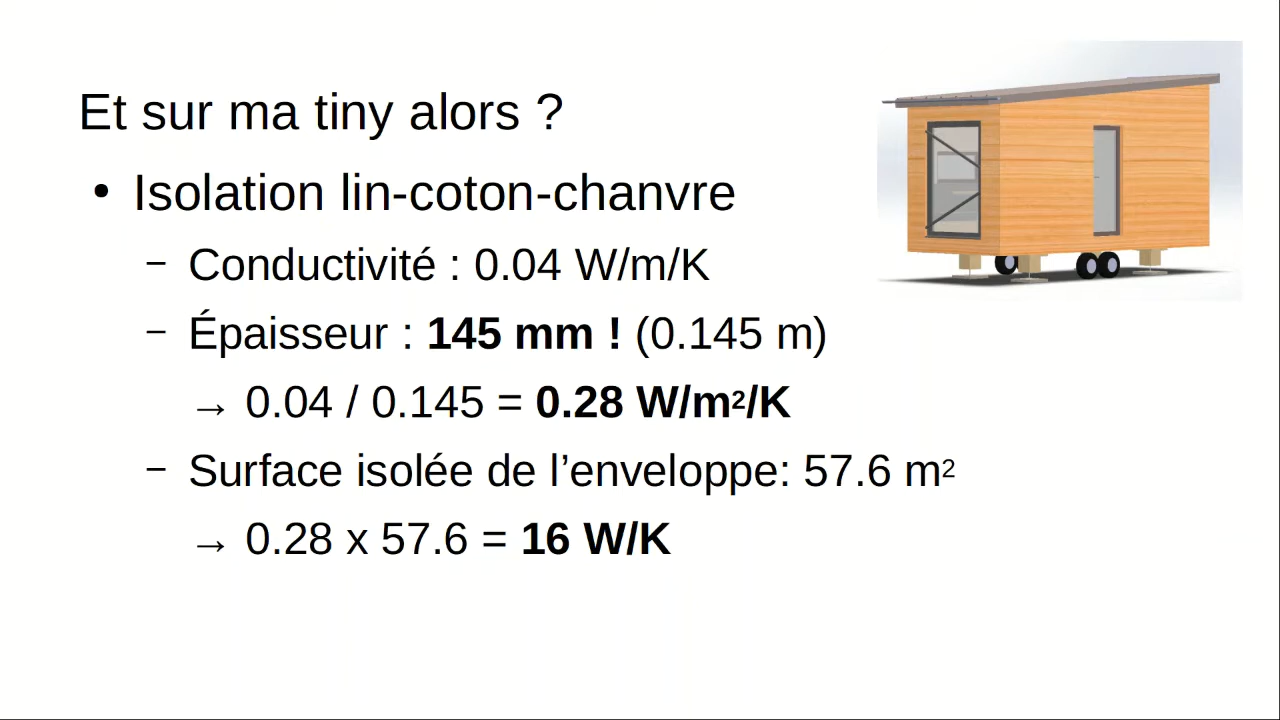 Et sur ma tiny alors ?
• Isolation lin-coton-chanvre
– Conductivité : 0.04 W/m/K
– Épaisseur : 145 mm ! (0.145 m)
→ 0.04 / 0.145 = 0.28 W/m²/K
– Surface isolée de l’enveloppe: 57.6 m²
→ 0.28 x 57.6 = 16 W/K